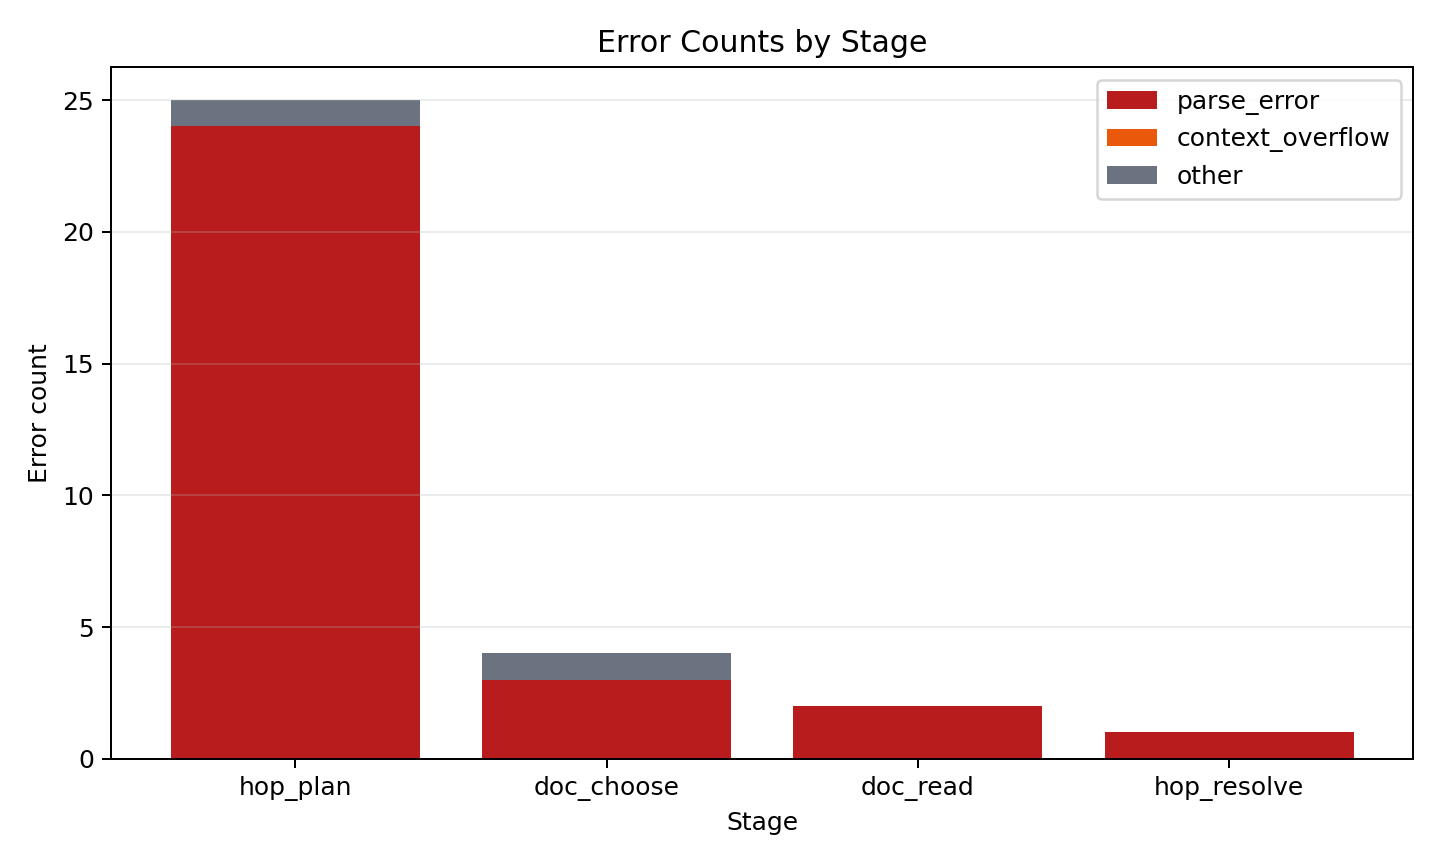 Error Counts by Stage
parse_error
context_overflow
other
Error count
25
20
15
10
5
0
hop_plan
doc_choose
doc_read
hop_resolve
Stage